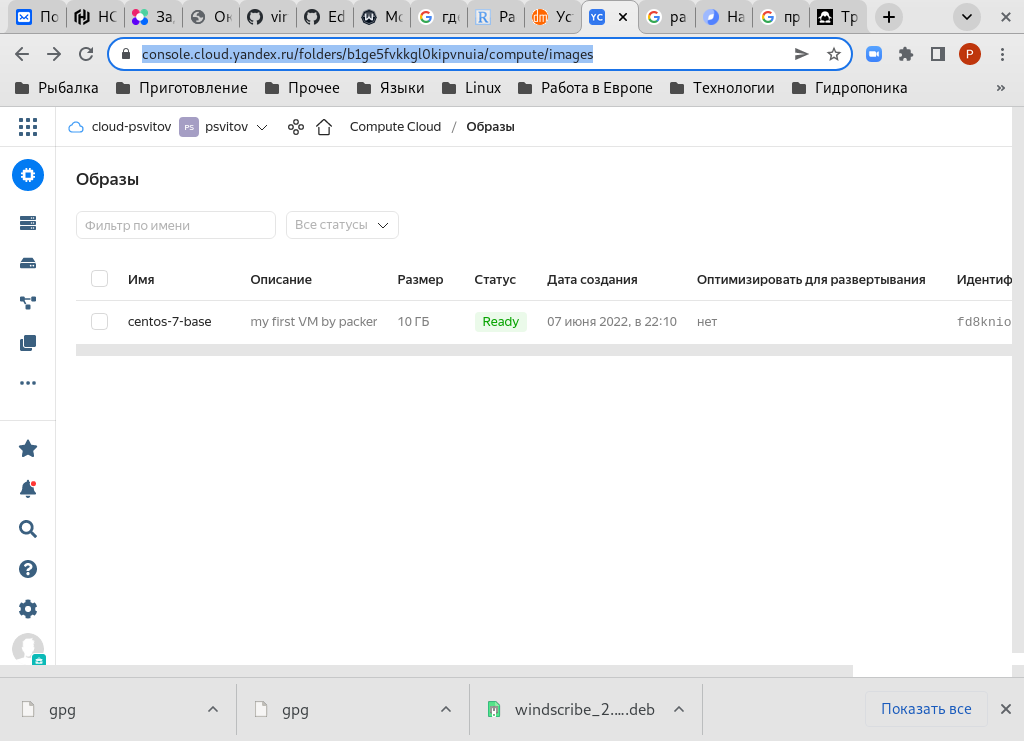 По НС За Он vir Ed Мо гд Ра Ус YC ра На пр Тр
console.cloud.yandex.ru/folders/b1ge5fvkkgl0kipvnuia/compute/images
P
Рыбалка Приготовление Прочее Языки Linux Работа в Европе Технологии Гидропоника »
cloud-psvitov PS psvitov Compute Cloud / Образы
Образы
Фильтр по имени Все статусы
Имя Описание Размер Статус Дата создания Оптимизировать для развертывания Идентиф
centos-7-base my first VM by packer 10 ГБ Ready 07 июня 2022, в 22:10 нет fd8knio
gpg gpg windscribe_2.....deb Показать все